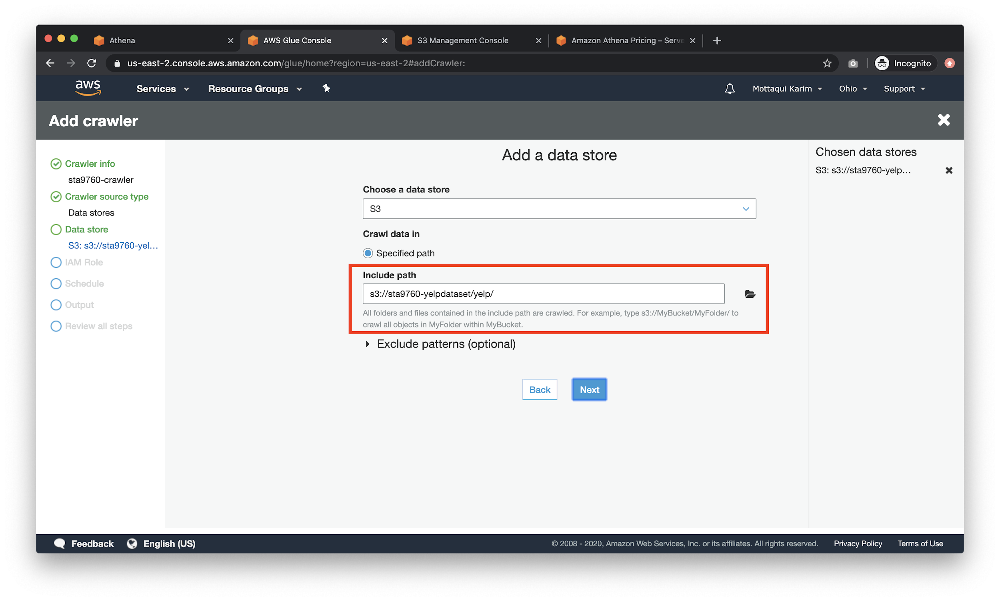 Athena
AWS Glue Console
S3 Management Console
Amazon Athena Pricing – Serve
us-east-2.console.aws.amazon.com/glue/home?region=us-east-2#addCrawler:
Incognito
aws
Services
Resource Groups
Mottaqui Karim
Ohio
Support
Add crawler
Crawler info
sta9760-crawler
Crawler source type
Data stores
Data store
S3: s3://sta9760-yel...
IAM Role
Schedule
Output
Review all steps
Add a data store
Choose a data store
S3
Crawl data in
Specified path
Include path
s3://sta9760-yelpdataset/yelp/
All folders and files contained in the include path are crawled. For example, type s3://MyBucket/MyFolder/ to
crawl all objects in MyFolder within MyBucket.
Exclude patterns (optional)
Back
Next
Chosen data stores
S3: s3://sta9760-yelp...
Feedback
English (US)
© 2008 - 2020, Amazon Web Services, Inc. or its affiliates. All rights reserved.
Privacy Policy
Terms of Use